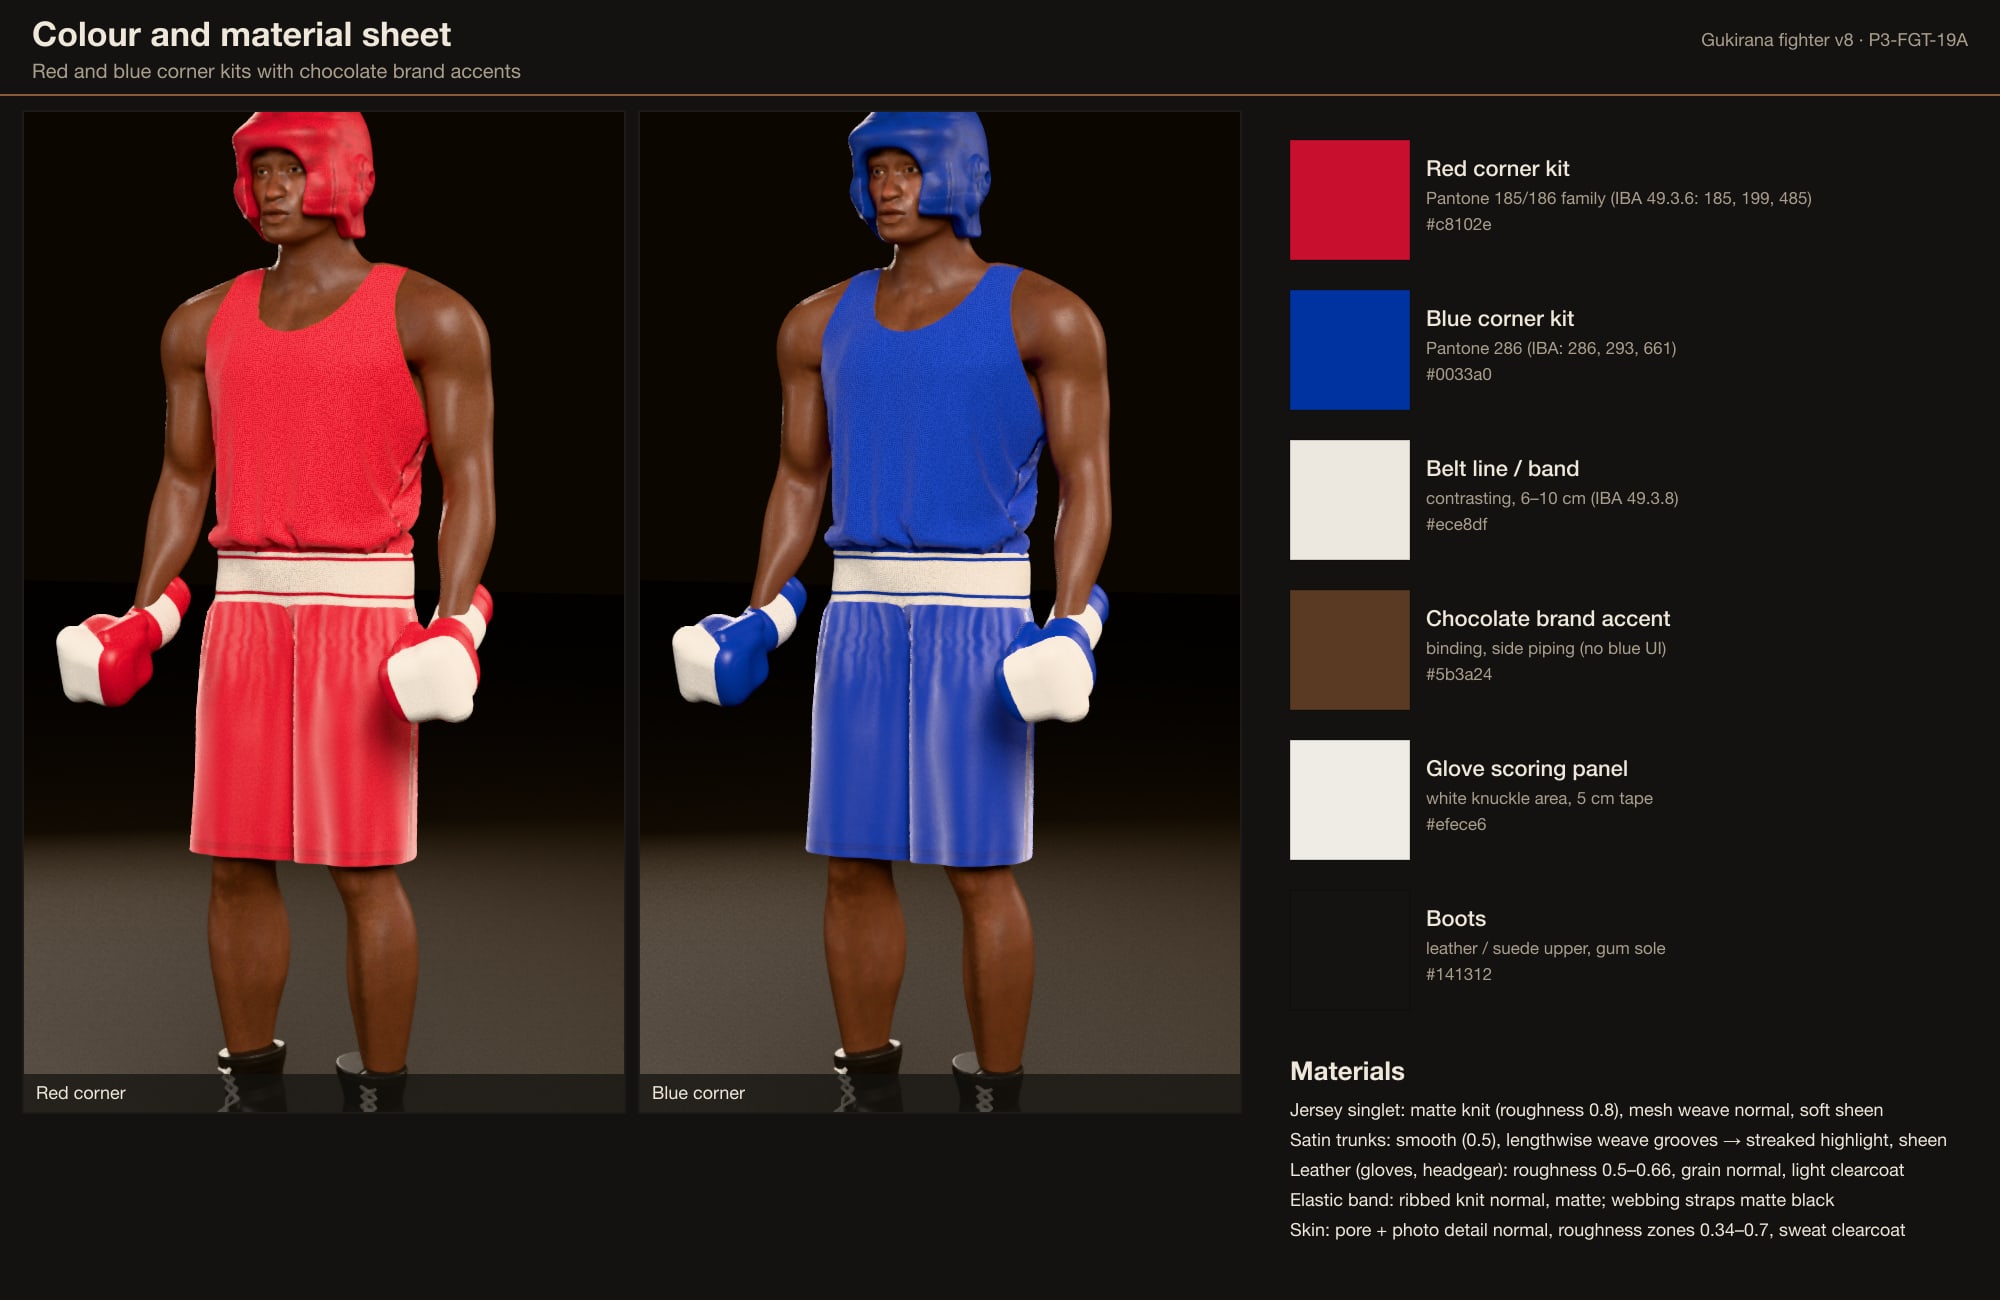 Colour and material sheet
Red and blue corner kits with chocolate brand accents
Gukirana fighter v8 · P3-FGT-19A
Red corner
Blue corner
Red corner kit
Pantone 185/186 family (IBA 49.3.6: 185, 199, 485)
#c8102e
Blue corner kit
Pantone 286 (IBA: 286, 293, 661)
#0033a0
Belt line / band
contrasting, 6–10 cm (IBA 49.3.8)
#ece8df
Chocolate brand accent
binding, side piping (no blue UI)
#5b3a24
Glove scoring panel
white knuckle area, 5 cm tape
#efece6
Boots
leather / suede upper, gum sole
#141312
Materials
Jersey singlet: matte knit (roughness 0.8), mesh weave normal, soft sheen
Satin trunks: smooth (0.5), lengthwise weave grooves → streaked highlight, sheen
Leather (gloves, headgear): roughness 0.5–0.66, grain normal, light clearcoat
Elastic band: ribbed knit normal, matte; webbing straps matte black
Skin: pore + photo detail normal, roughness zones 0.34–0.7, sweat clearcoat